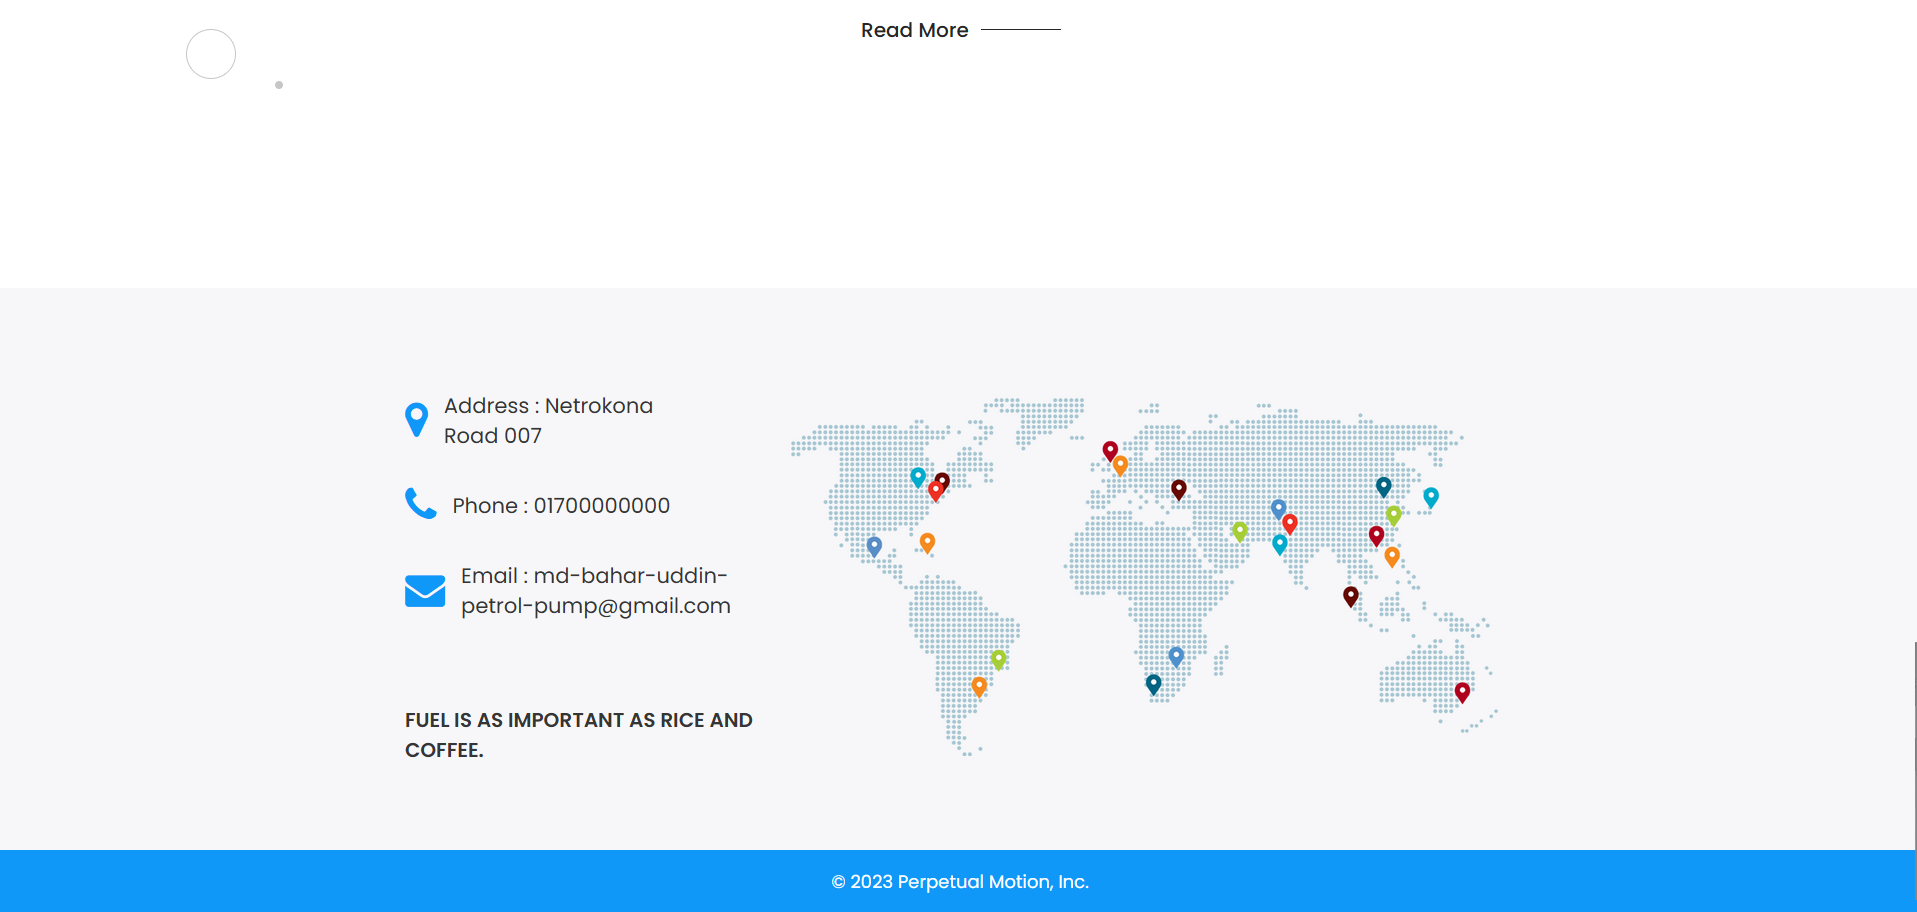 Read More
Address : Netrokona
Road 007
Phone : 01700000000
Email : md-bahar-uddin-
petrol-pump@gmail.com
FUEL IS AS IMPORTANT AS RICE AND
COFFEE.
© 2023 Perpetual Motion, Inc.